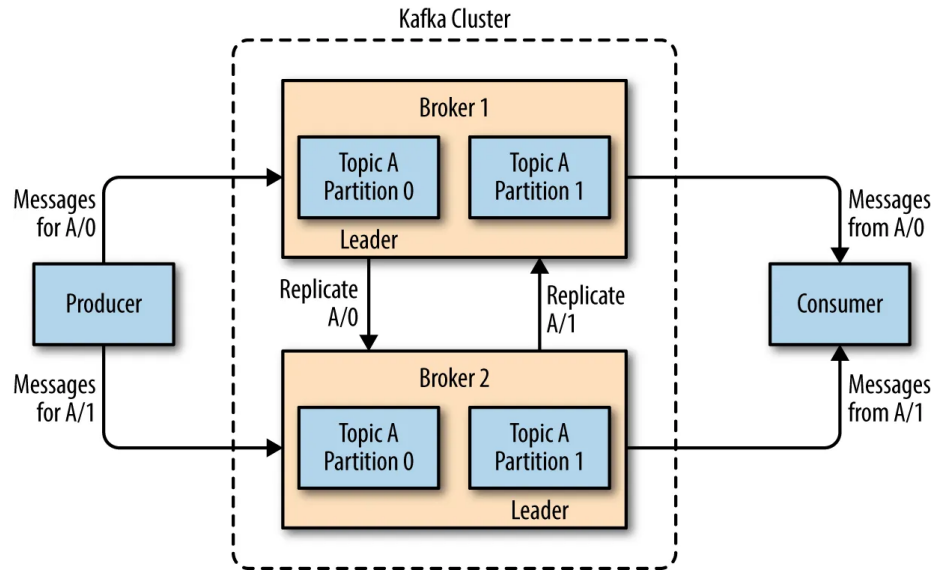 Kafka Cluster
Broker 1
Topic A
Partition 0
Topic A
Partition 1
Leader
Messages
for A/0
Messages
from A/0
Producer
Replicate
A/0
Replicate
A/1
Consumer
Messages
for A/1
Messages
from A/1
Broker 2
Topic A
Partition 0
Topic A
Partition 1
Leader